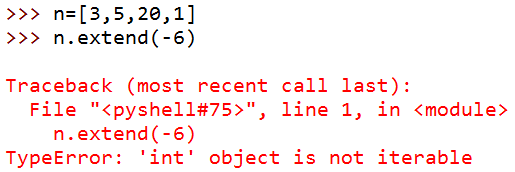 >>> n=[3,5,20,1]
>>> n.extend(-6)
Traceback (most recent call last):
  File "<pyshell#75>", line 1, in <module>
    n.extend(-6)
TypeError: 'int' object is not iterable